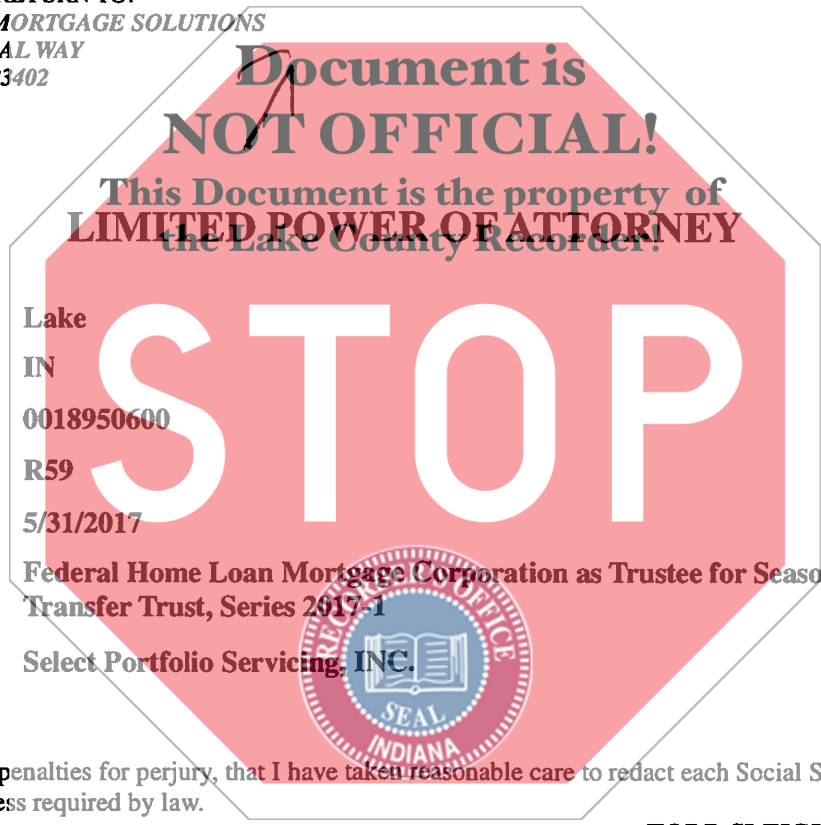 RETURN TO:
MORTGAGE SOLUTIONS
AL WAY
3402
Document is
NOT OFFICIAL!
This Document is the property of
LIMITED POWER OF ATTORNEY
the Lake County Recorder!
Lake
IN
0018950600
R59
5/31/2017
STOP
Federal Home Loan Mortgage Corporation as Trustee for Seaso
Transfer Trust, Series 2017-1
Select Portfolio Servicing, INC.
RECORDER'S OFFICE
SEAL
INDIANA
penalties for perjury, that I have taken reasonable care to redact each Social S
ess required by law.